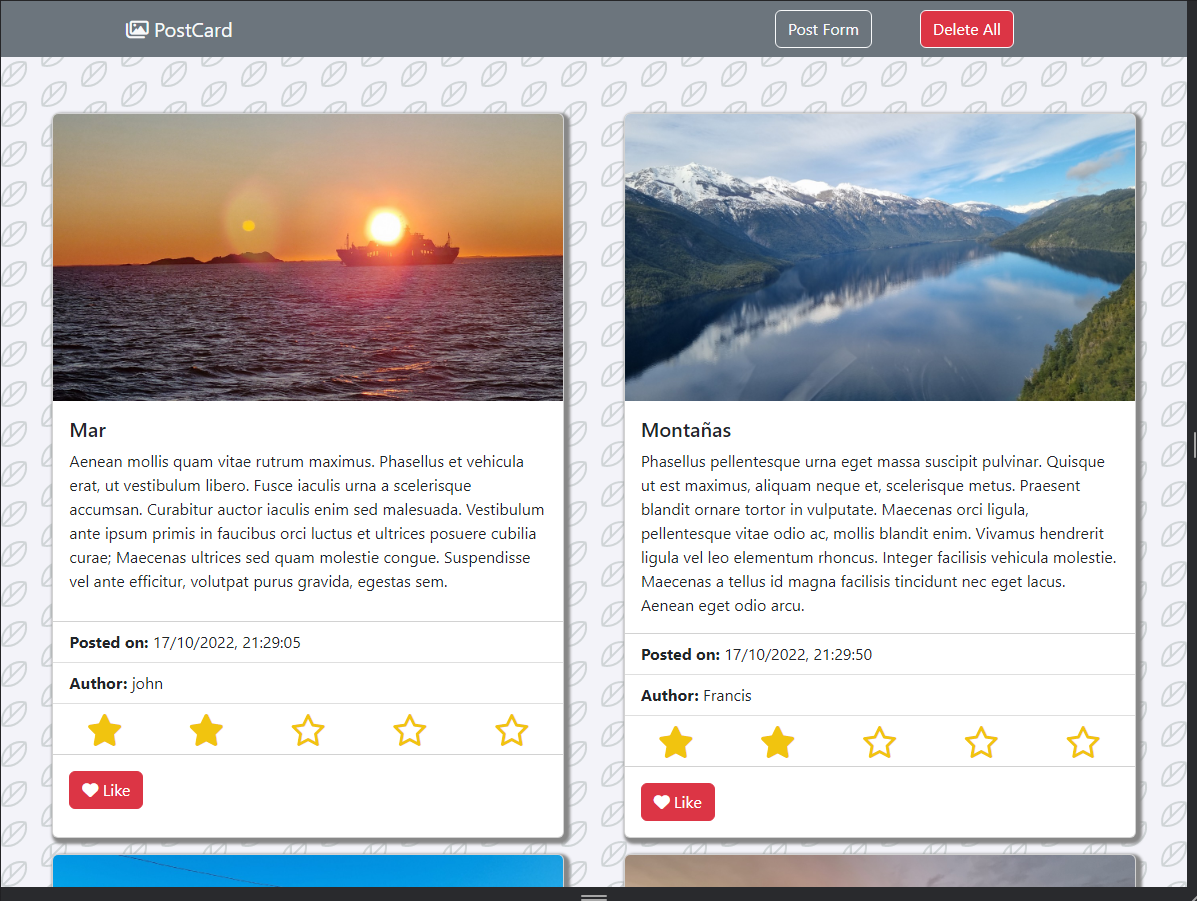 PostCard
Post Form
Delete All
Mar
Aenean mollis quam vitae rutrum maximus. Phasellus et vehicula
erat, ut vestibulum libero. Fusce iaculis urna a scelerisque
accumsan. Curabitur auctor iaculis enim sed malesuada. Vestibulum
ante ipsum primis in faucibus orci luctus et ultrices posuere cubilia
curae; Maecenas ultrices sed quam molestie congue. Suspendisse
vel ante efficitur, volutpat purus gravida, egestas sem.
Posted on: 17/10/2022, 21:29:05
Author: john
Like
Montañas
Phasellus pellentesque urna eget massa suscipit pulvinar. Quisque
ut est maximus, aliquam neque et, scelerisque metus. Praesent
blandit ornare tortor in vulputate. Maecenas orci ligula,
pellentesque vitae odio ac, mollis blandit enim. Vivamus hendrerit
ligula vel leo elementum rhoncus. Integer facilisis vehicula molestie.
Maecenas a tellus id magna facilisis tincidunt nec eget lacus.
Aenean eget odio arcu.
Posted on: 17/10/2022, 21:29:50
Author: Francis
Like